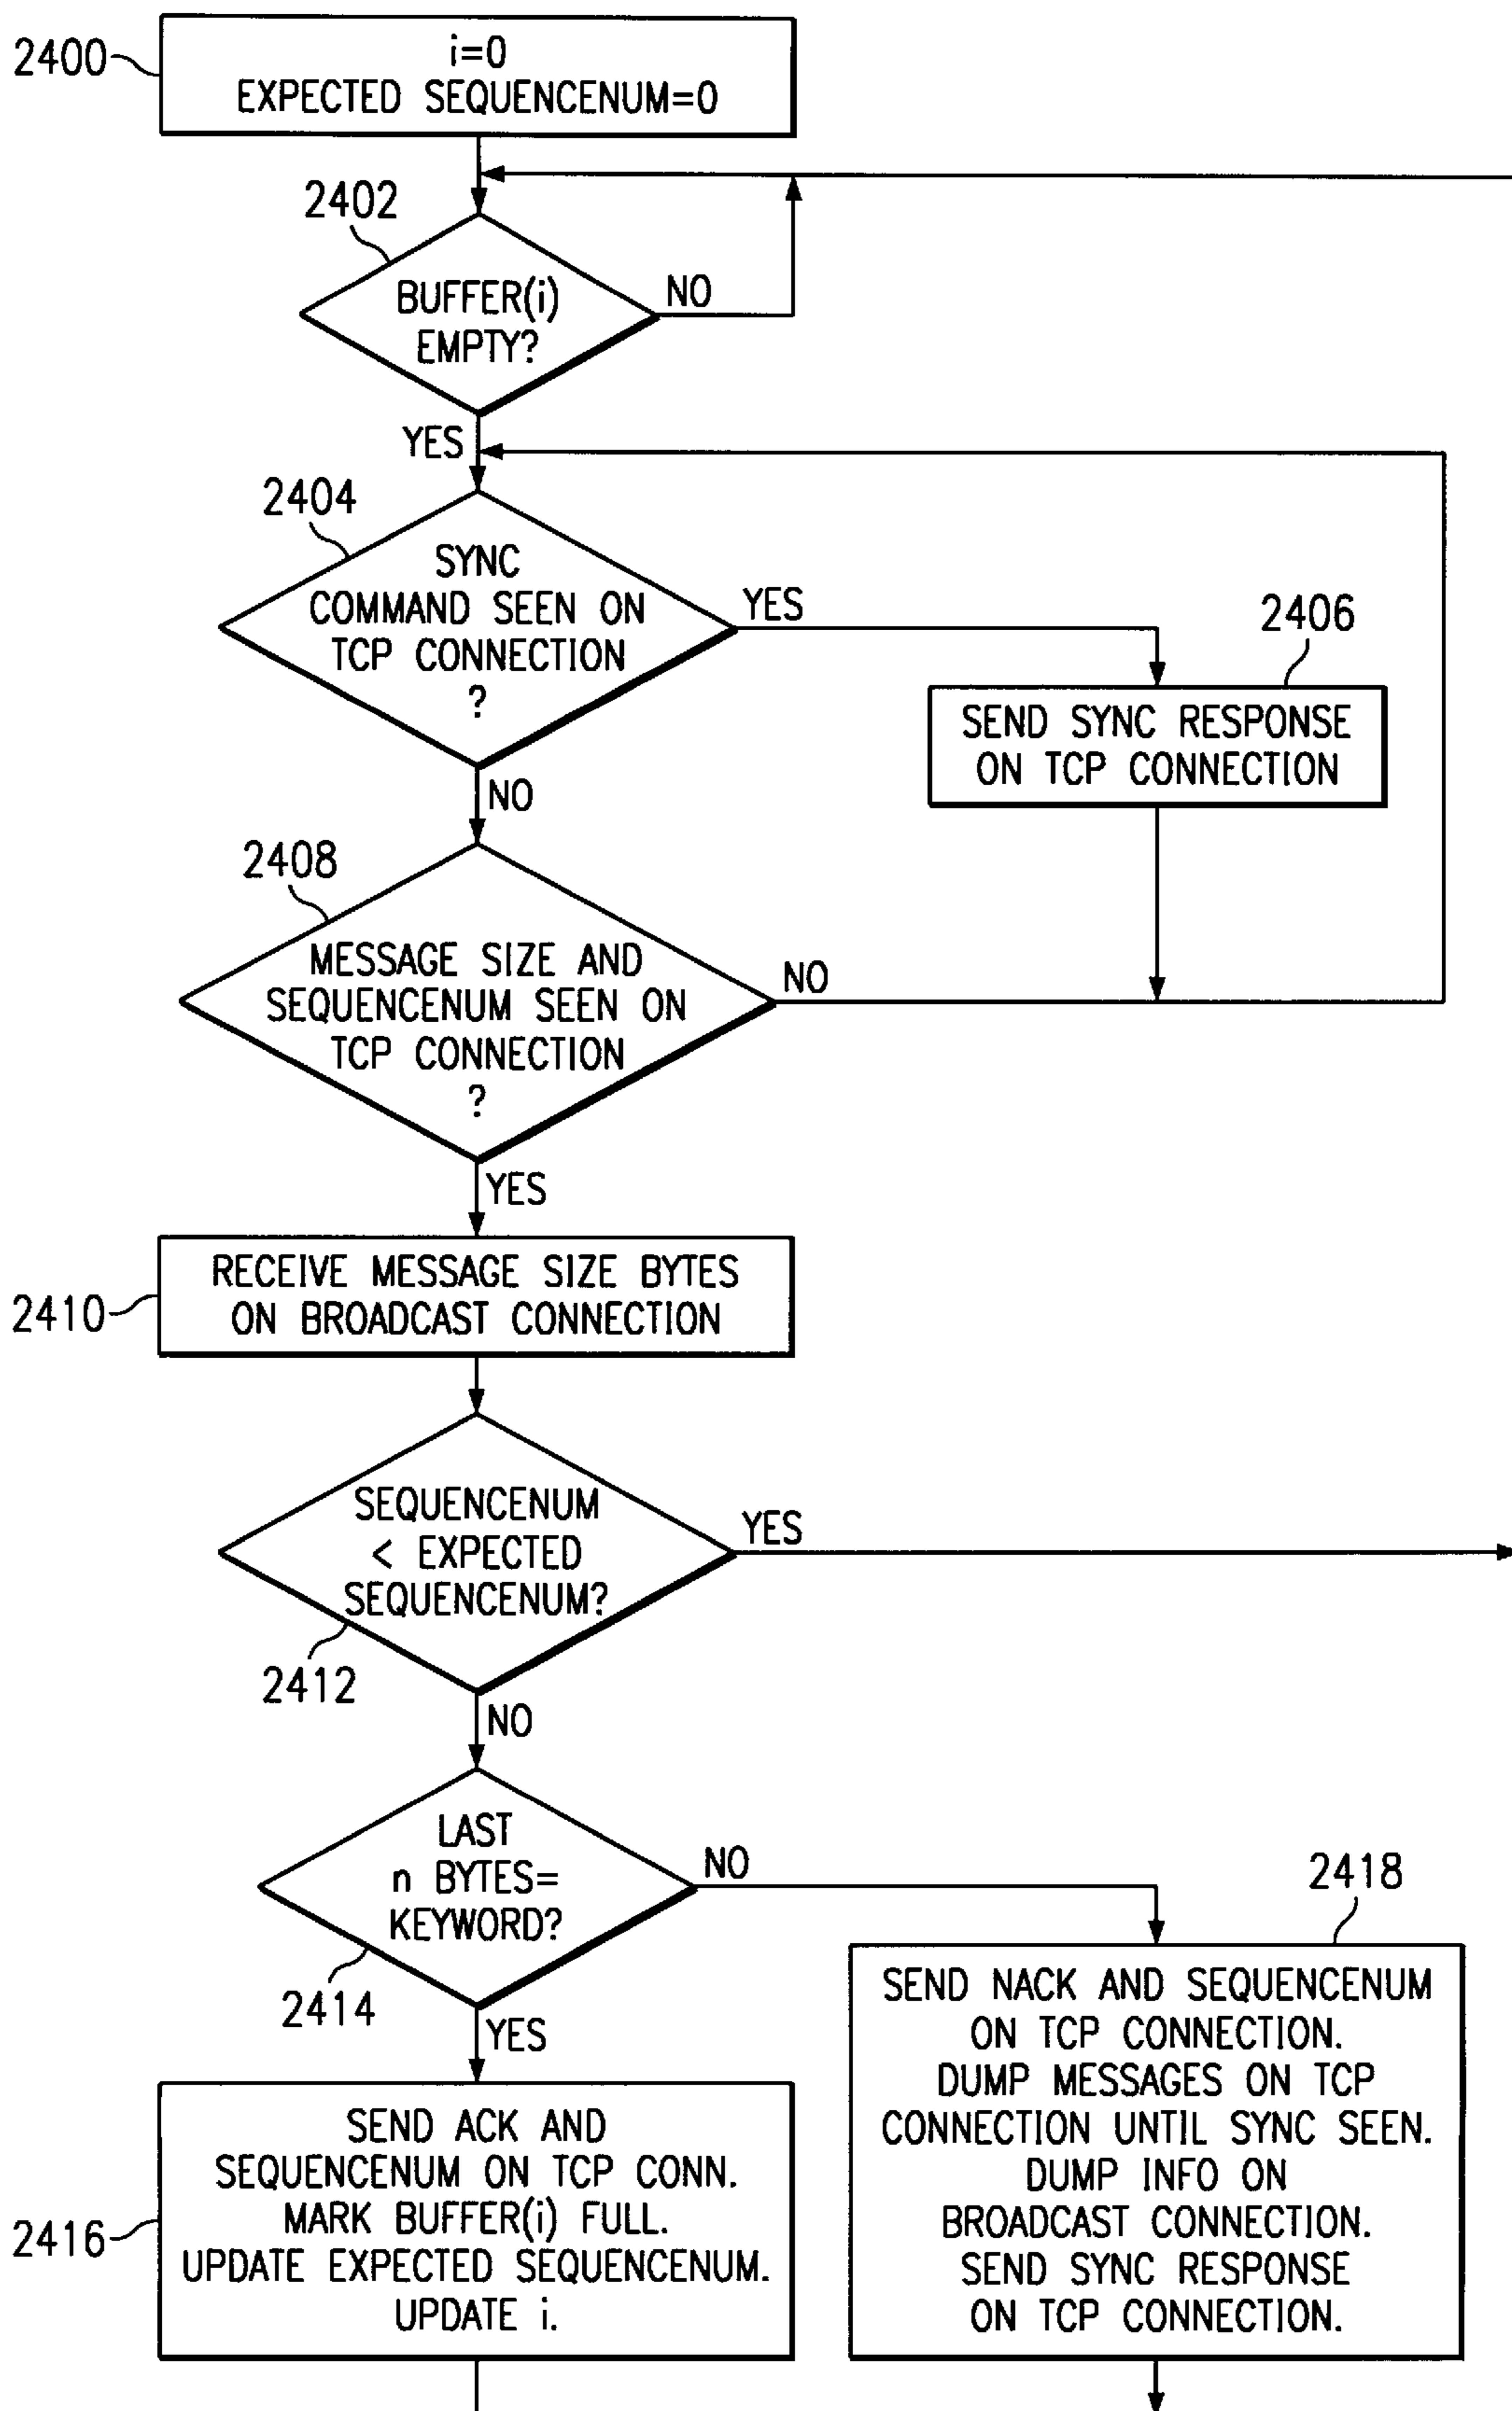 2400
i=0
EXPECTED SEQUENCENUM=0
2402
BUFFER(i)
EMPTY?
NO
YES
2404
SYNC
COMMAND SEEN ON
TCP CONNECTION
?
YES
2406
SEND SYNC RESPONSE
ON TCP CONNECTION
NO
2408
MESSAGE SIZE AND
SEQUENCENUM SEEN ON
TCP CONNECTION
?
NO
YES
2410
RECEIVE MESSAGE SIZE BYTES
ON BROADCAST CONNECTION
SEQUENCENUM
< EXPECTED
SEQUENCENUM?
YES
2412
NO
LAST
n BYTES=
KEYWORD?
NO
2414
YES
2418
SEND NACK AND SEQUENCENUM
ON TCP CONNECTION.
DUMP MESSAGES ON TCP
CONNECTION UNTIL SYNC SEEN.
DUMP INFO ON
BROADCAST CONNECTION.
SEND SYNC RESPONSE
ON TCP CONNECTION.
2416
SEND ACK AND
SEQUENCENUM ON TCP CONN.
MARK BUFFER(i) FULL.
UPDATE EXPECTED SEQUENCENUM.
UPDATE i.